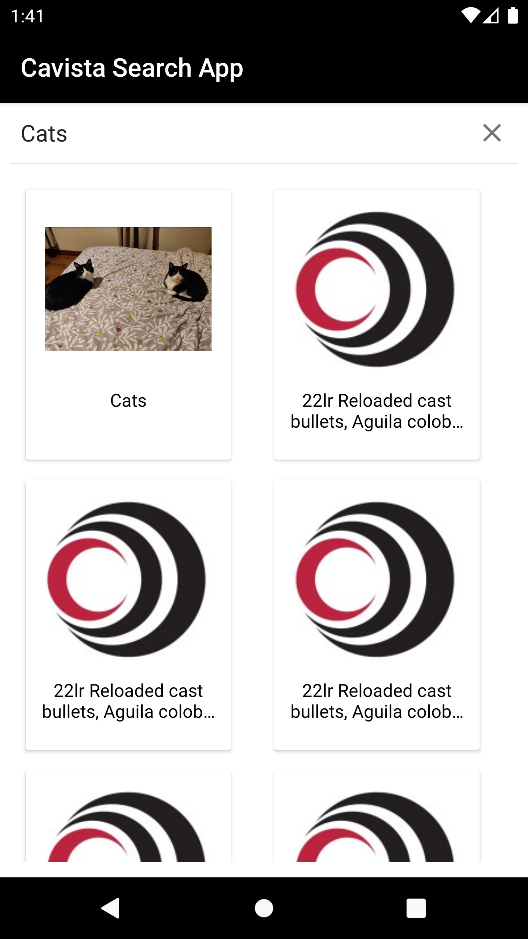 1:41
Cavista Search App
Cats
Cats
22lr Reloaded cast
bullets, Aguila colob...
22lr Reloaded cast
bullets, Aguila colob...
22lr Reloaded cast
bullets, Aguila colob...